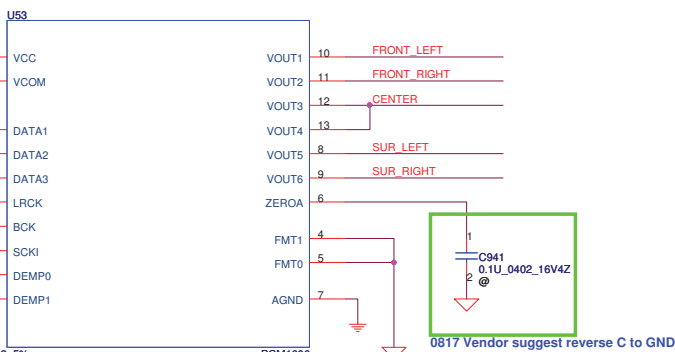 U53
VCC VOUT1 10 FRONT_LEFT
VCOM VOUT2 11 FRONT_RIGHT
VOUT3 12 CENTER
DATA1 VOUT4 13
DATA2 VOUT5 8 SUR_LEFT
DATA3 VOUT6 9 SUR_RIGHT
LRCK ZEROA 6
BCK
FMT1 4
1
SCKI FMT0 5
C941
0.1U_0402_16V4Z
DEMP0 2 @
DEMP1 AGND 7
0817 Vendor suggest reverse C to GND